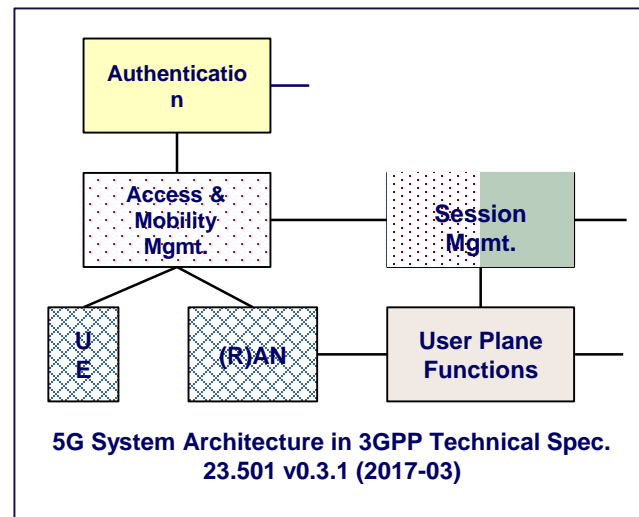 Authenticatio
n
Access &
Mobility
Mgmt.
Session
Mgmt.
U
E
(R)AN
User Plane
Functions
5G System Architecture in 3GPP Technical Spec.
23.501 v0.3.1 (2017-03)